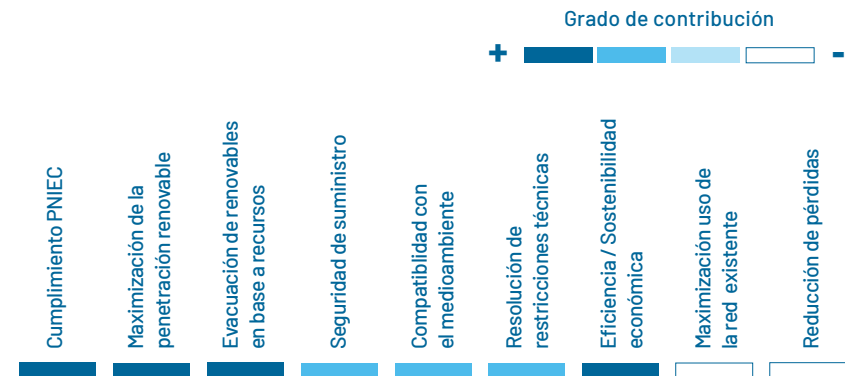 Grado de contribución
+ -
Cumplimiento PNIEC
Maximización de la
penetración renovable
Evacuación de renovables
en base a recursos
Seguridad de suministro
Compatiblidad con
el medioambiente
Resolución de
restricciones técnicas
Eficiencia / Sostenibilidad
económica
Maximización uso de
la red existente
Reducción de pérdidas